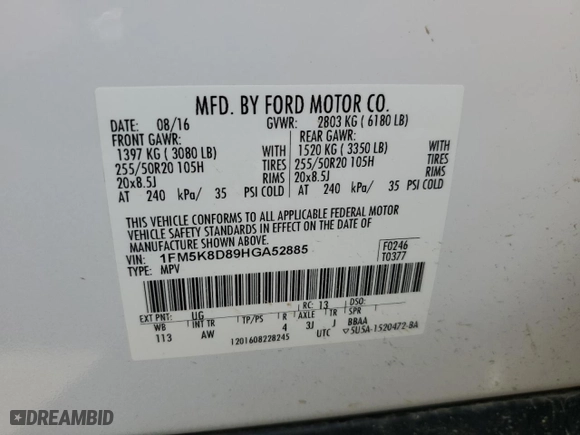 MFD. BY FORD MOTOR CO.
DATE: 08/16 GVWR: 2803 KG ( 6180 LB)
FRONT GAWR: REAR GAWR:
1397 KG ( 3080 LB) WITH 1520 KG ( 3350 LB) WITH
255/50R20 105H TIRES 255/50R20 105H TIRES
20x8.5J RIMS 20x8.5J RIMS
AT 240 kPa/ 35 PSI COLD AT 240 kPa/ 35 PSI COLD
THIS VEHICLE CONFORMS TO ALL APPLICABLE FEDERAL MOTOR
VEHICLE SAFETY STANDARDS IN EFFECT ON THE DATE OF
MANUFACTURE SHOWN ABOVE.
VIN: 1FM5K8D89HGA52885 F0246
TYPE: MPV T0377
EXT PNT: UG RC: 13 DSO:
WB INT TR TP/PS R AXLE TR SPR
113 AW 4 3J J BBAA
1201608228245 UTC ▽5USA-1520472-BA
DREAMBID